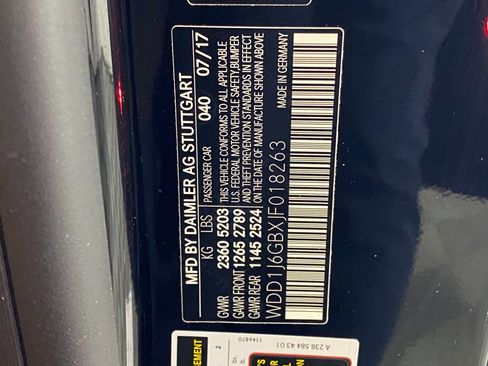 MFD BY DAIMLER AG STUTTGART
KG LBS PASSENGER CAR 040 07/17
GVWR 2360 5203 THIS VEHICLE CONFORMS TO ALL APPLICABLE
GAWR FRONT 1265 2789 U.S. FEDERAL MOTOR VEHICLE SAFETY, BUMPER
GAWR REAR 1145 2524 AND THEFT PREVENTION STANDARDS IN EFFECT
ON THE DATE OF MANUFACTURE SHOWN ABOVE
WDD1J6GBXJF018263 MADE IN GERMANY
A 238 584 43 01
1146870
2